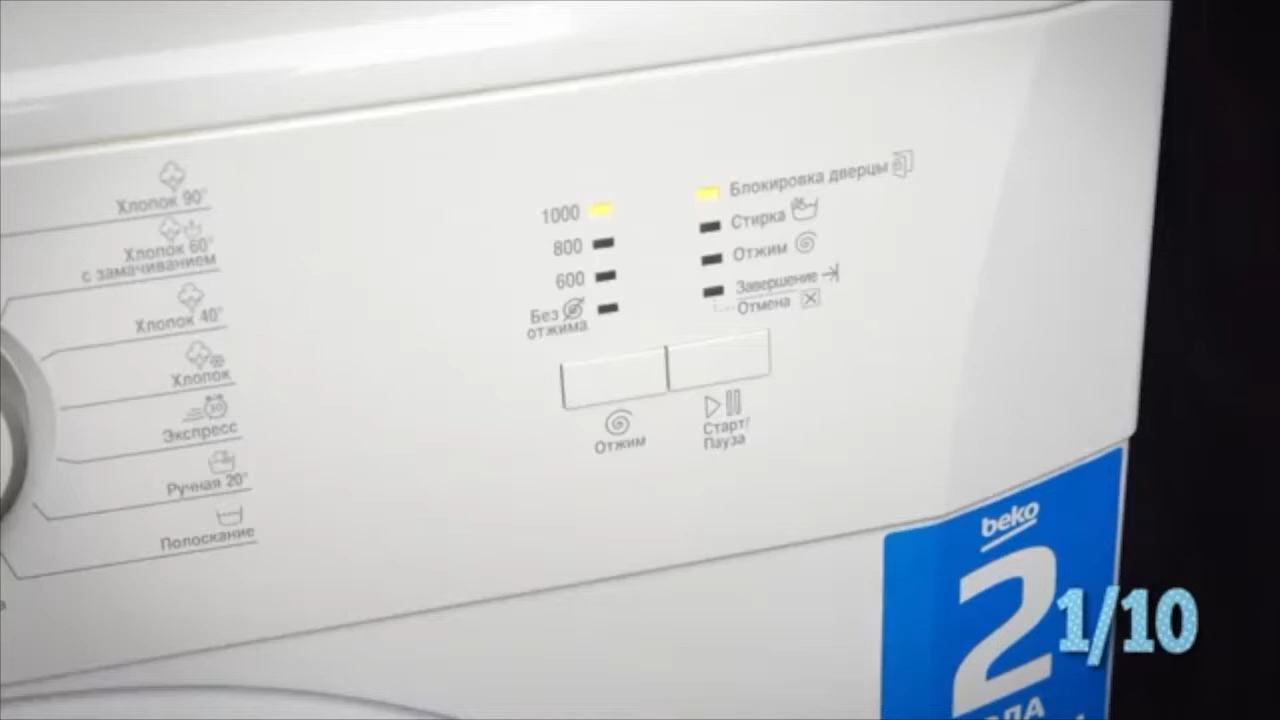 Хлопок 90°
Хлопок 60°
с замачиванием
Хлопок 40°
Хлопок
Экспресс
Ручная 20°
Полоскание
1000
800
600
Без
отжима
Блокировка дверцы
Стирка
Отжим
Завершение
Отмена
Отжим
Старт/
Пауза
beko
2
1/10